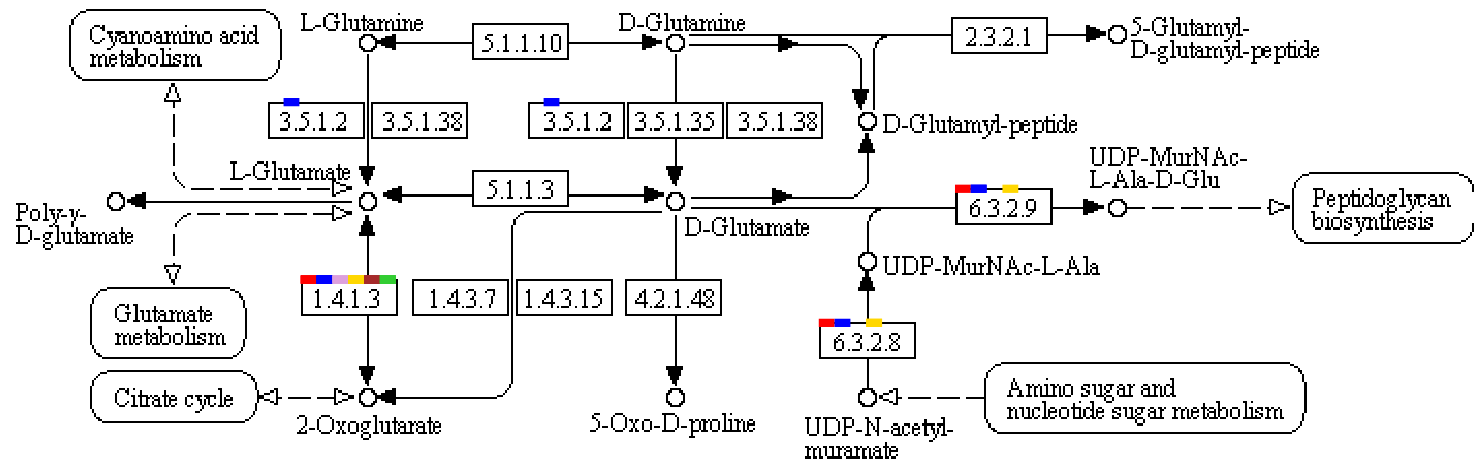 Cyanoamino acid
metabolism
L-Glutamine
5.1.1.10
D-Glutamine
2.3.2.1
5-Glutamyl-
D-glutamyl-peptide
3.5.1.2
3.5.1.38
3.5.1.2
3.5.1.35
3.5.1.38
D-Glutamyl-peptide
L-Glutamate
5.1.1.3
UDP-MurNAc-
L-Ala-D-Glu
Poly-γ-
D-glutamate
D-Glutamate
6.3.2.9
Peptidoglycan
biosynthesis
UDP-MurNAc-L-Ala
Glutamate
metabolism
1.4.1.3
1.4.3.7
1.4.3.15
4.2.1.48
6.3.2.8
Citrate cycle
2-Oxoglutarate
5-Oxo-D-proline
UDP-N-acetyl-
muramate
Amino sugar and
nucleotide sugar metabolism